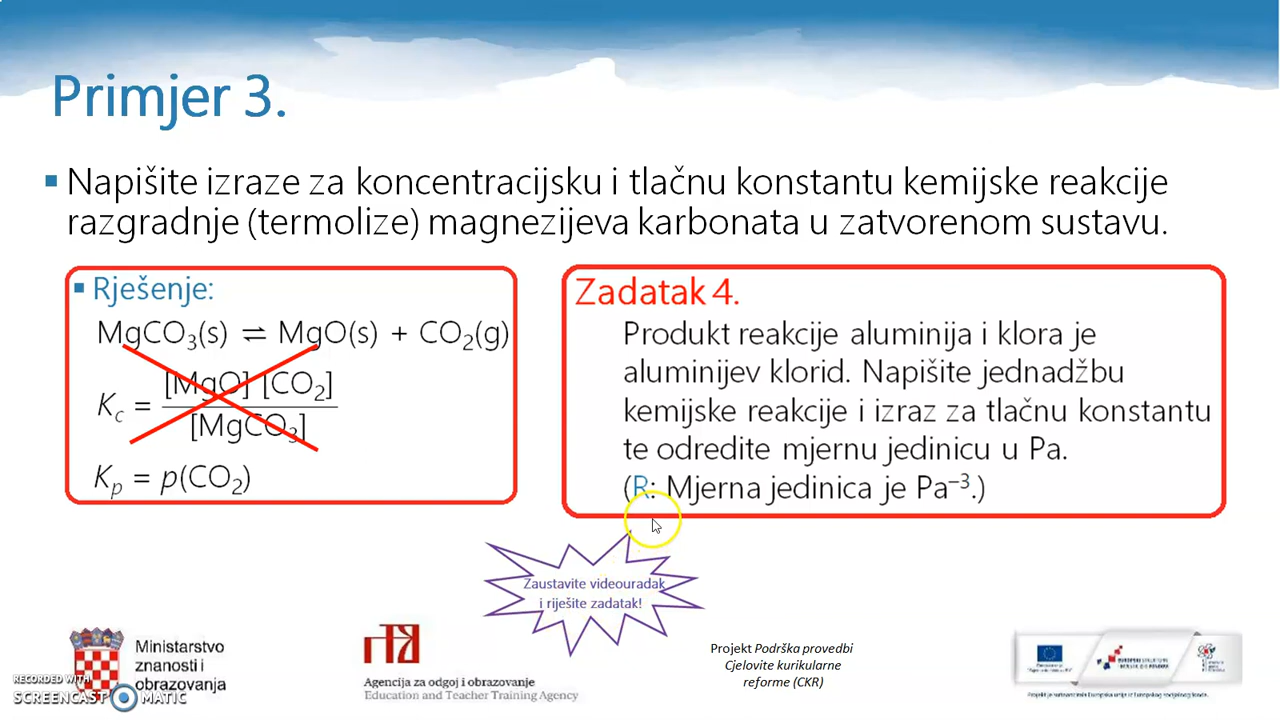 Primjer 3.
Napišite izraze za koncentracijsku i tlačnu konstantu kemijske reakcije
razgradnje (termolize) magnezijeva karbonata u zatvorenom sustavu.
Rješenje:
MgCO₃(s) ⇌ MgO(s) + CO₂(g)
K_c = [MgO] [CO₂] / [MgCO₃]
K_p = p(CO₂)
Zadatak 4.
Produkt reakcije aluminija i klora je
aluminijev klorid. Napišite jednadžbu
kemijske reakcije i izraz za tlačnu konstantu
te odredite mjernu jedinicu u Pa.
(R: Mjerna jedinica je Pa⁻³.)
Zaustavite videouradak
i riješite zadatak!
Ministarstvo
znanosti i
obrazovanja
Agencija za odgoj i obrazovanje
Education and Teacher Training Agency
Projekt Podrška provedbi
Cjelovite kurikularne
reforme (CKR)
RECORDED WITH
SCREENCAST MATIC